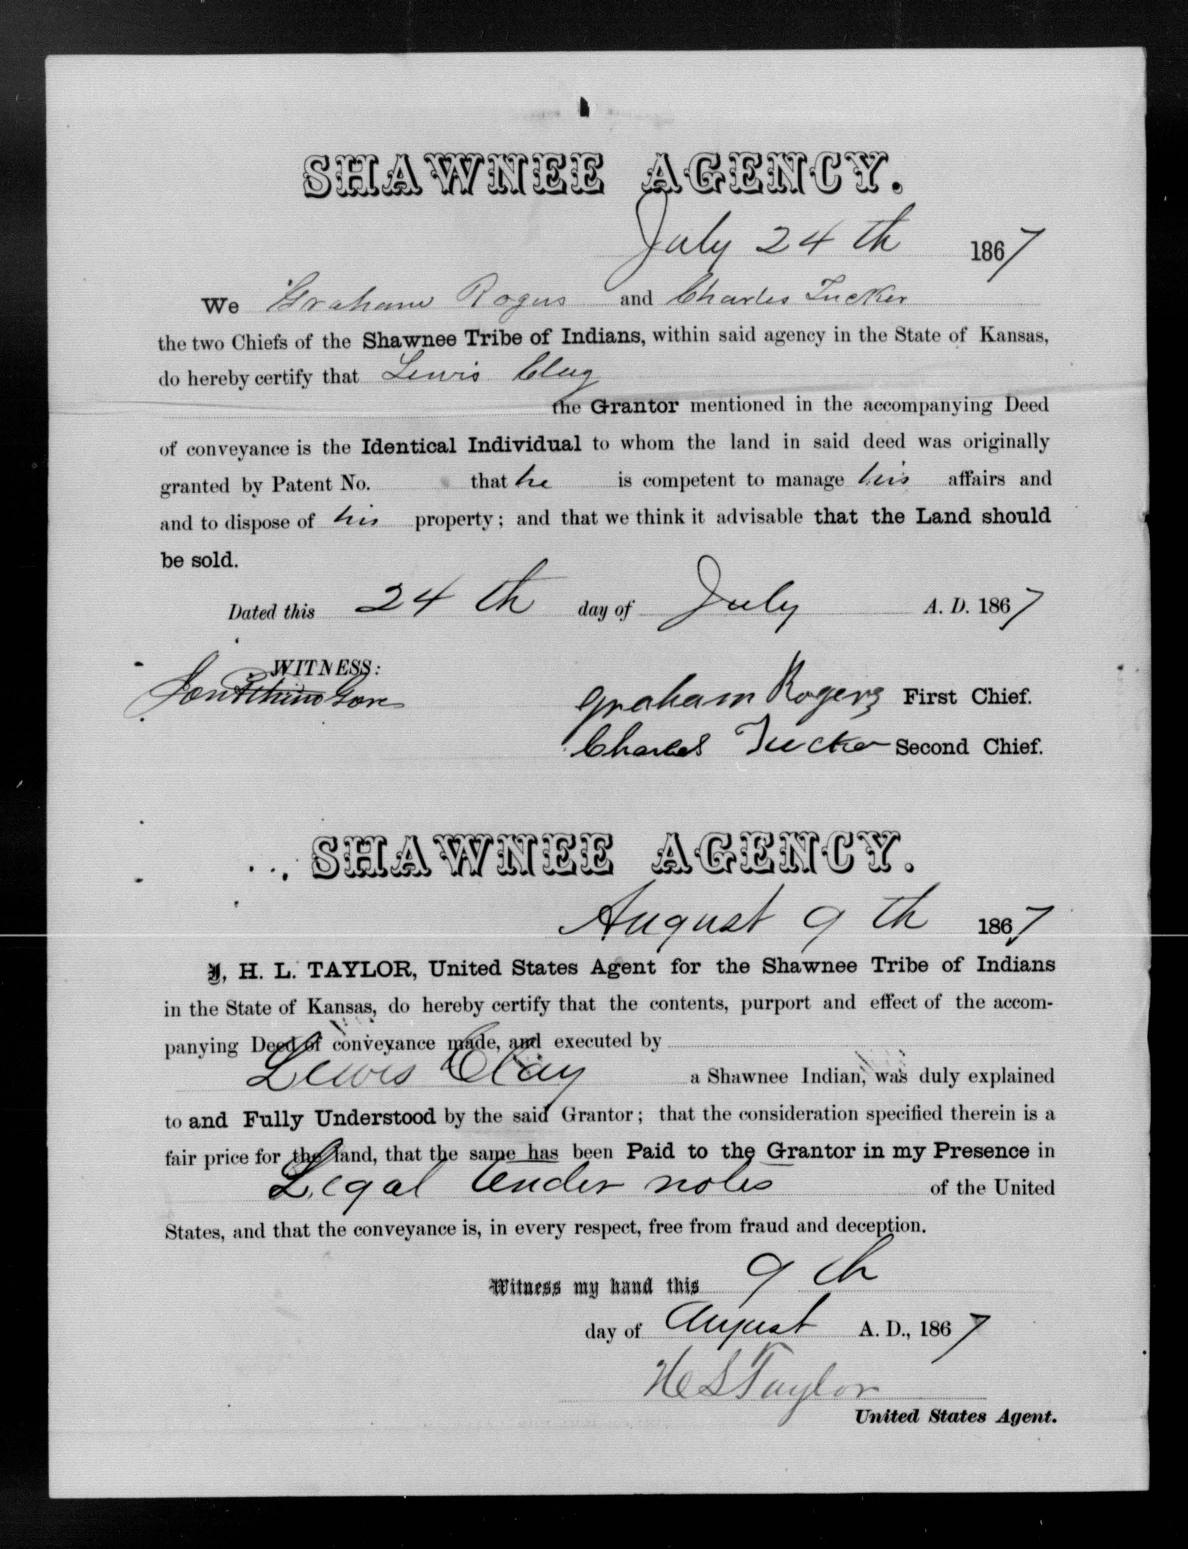 SHAWNEE AGENCY.
July 24th 1867
We Graham Rogers and Charles Tucker
the two Chiefs of the Shawnee Tribe of Indians, within said agency in the State of Kansas,
do hereby certify that Lewis Clay
the Grantor mentioned in the accompanying Deed
of conveyance is the Identical Individual to whom the land in said deed was originally
granted by Patent No. that he is competent to manage his affairs and
and to dispose of his property; and that we think it advisable that the Land should
be sold.
Dated this 24th day of July A. D. 1867
WITNESS:
Graham Rogers First Chief.
Charles Tucker Second Chief.
SHAWNEE AGENCY.
August 9th 1867
I, H. L. TAYLOR, United States Agent for the Shawnee Tribe of Indians
in the State of Kansas, do hereby certify that the contents, purport and effect of the accom-
panying Deed of conveyance made, and executed by
Lewis Clay a Shawnee Indian, was duly explained
to and Fully Understood by the said Grantor; that the consideration specified therein is a
fair price for the land, that the same has been Paid to the Grantor in my Presence in
Legal tender notes of the United
States, and that the conveyance is, in every respect, free from fraud and deception.
Witness my hand this 9th
day of August A. D., 1867
H L Taylor
United States Agent.